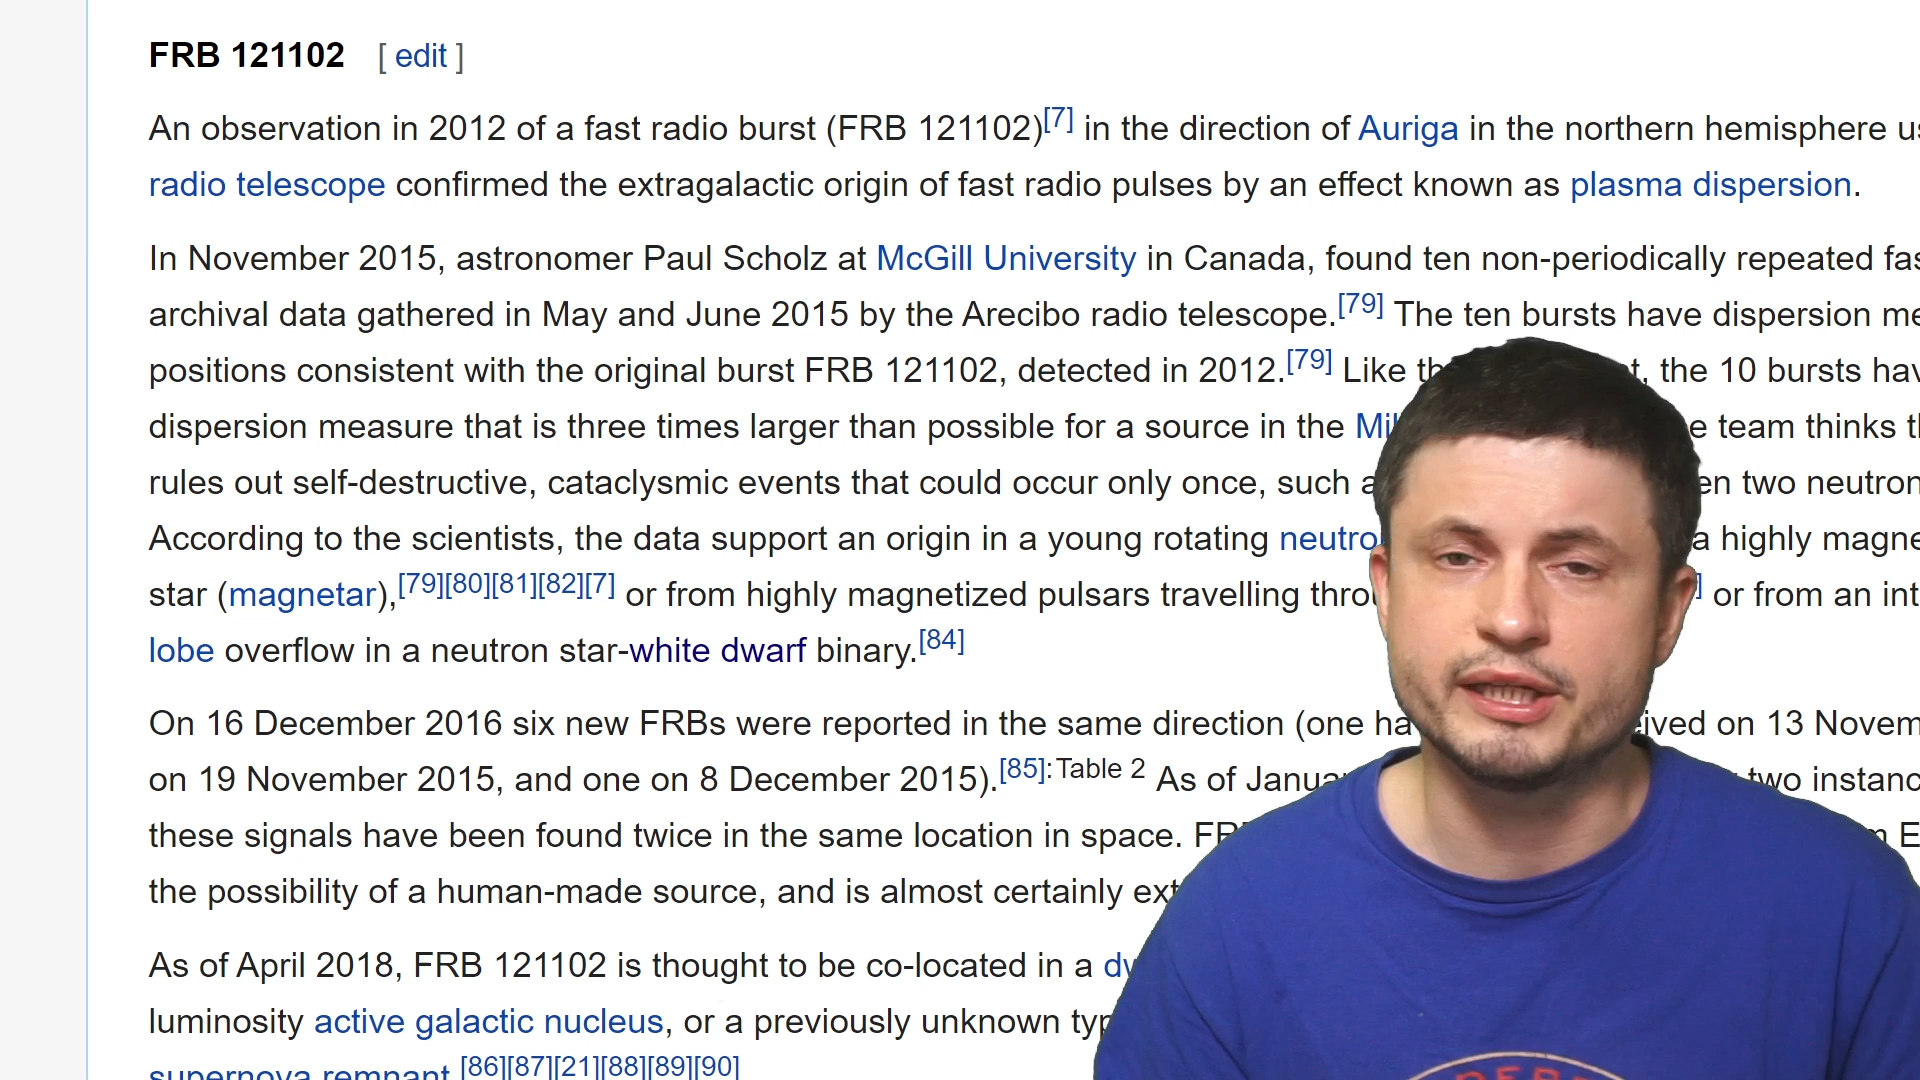 FRB 121102 [ edit ]
An observation in 2012 of a fast radio burst (FRB 121102)[7] in the direction of Auriga in the northern hemisphere
radio telescope confirmed the extragalactic origin of fast radio pulses by an effect known as plasma dispersion.
In November 2015, astronomer Paul Scholz at McGill University in Canada, found ten non-periodically repeated
archival data gathered in May and June 2015 by the Arecibo radio telescope.[79] The ten bursts have dispersion
positions consistent with the original burst FRB 121102, detected in 2012.[79] Like the 10 bursts
dispersion measure that is three times larger than possible for a source in the team thinks
rules out self-destructive, cataclysmic events that could occur only once, such two neutron
According to the scientists, the data support an origin in a young rotating a highly
star (magnetar),[79][80][81][82][7] or from highly magnetized pulsars travelling or from an
lobe overflow in a neutron star-white dwarf binary.[84]
On 16 December 2016 six new FRBs were reported in the same direction (one on 13
on 19 November 2015, and one on 8 December 2015).[85]:Table 2 As of two
these signals have been found twice in the same location in space.
the possibility of a human-made source, and is almost certainly
As of April 2018, FRB 121102 is thought to be co-located in a
luminosity active galactic nucleus, or a previously unknown
supernova remnant.[86][87][21][88][89][90]